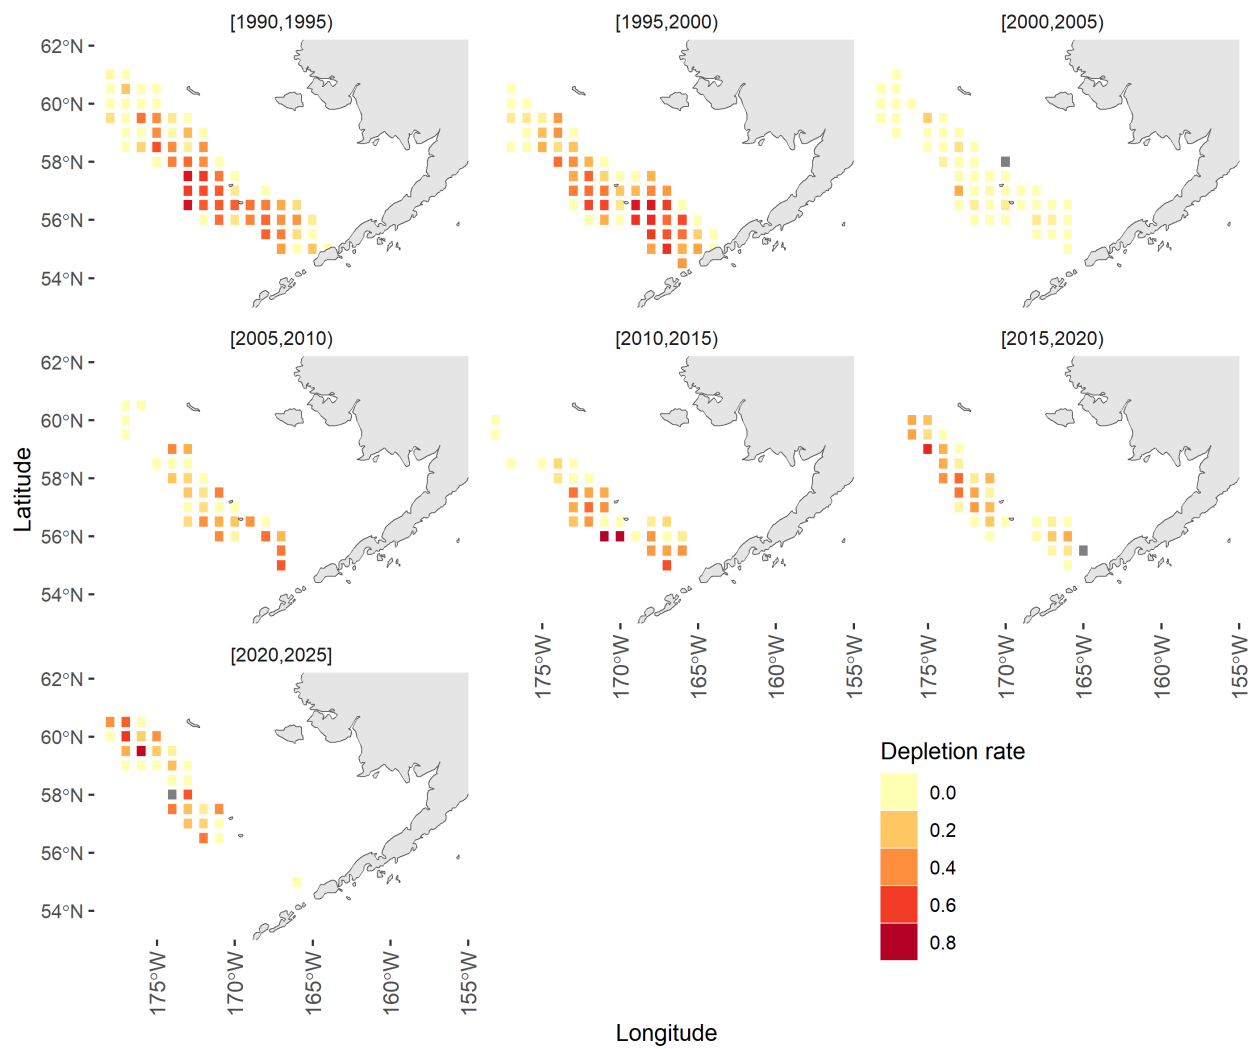 [1990,1995)
[1995,2000)
[2000,2005)
62°N
60°N
58°N
56°N
54°N
[2005,2010)
[2010,2015)
[2015,2020)
62°N
60°N
58°N
56°N
54°N
175°W
170°W
165°W
160°W
155°W
175°W
170°W
165°W
160°W
155°W
[2020,2025]
62°N
60°N
58°N
56°N
54°N
175°W
170°W
165°W
160°W
155°W
Latitude
Longitude
Depletion rate
0.0
0.2
0.4
0.6
0.8